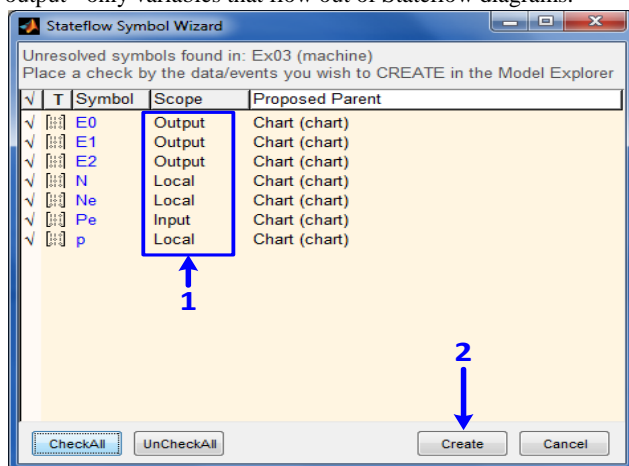 output - only variables that flow out of Stateflow diagrams.
Stateflow Symbol Wizard
Unresolved symbols found in: Ex03 (machine)
Place a check by the data/events you wish to CREATE in the Model Explorer
√ T Symbol Scope Proposed Parent
√ E0 Output Chart (chart)
√ E1 Output Chart (chart)
√ E2 Output Chart (chart)
√ N Local Chart (chart)
√ Ne Local Chart (chart)
√ Pe Input Chart (chart)
√ p Local Chart (chart)
1
2
CheckAll UnCheckAll Create Cancel